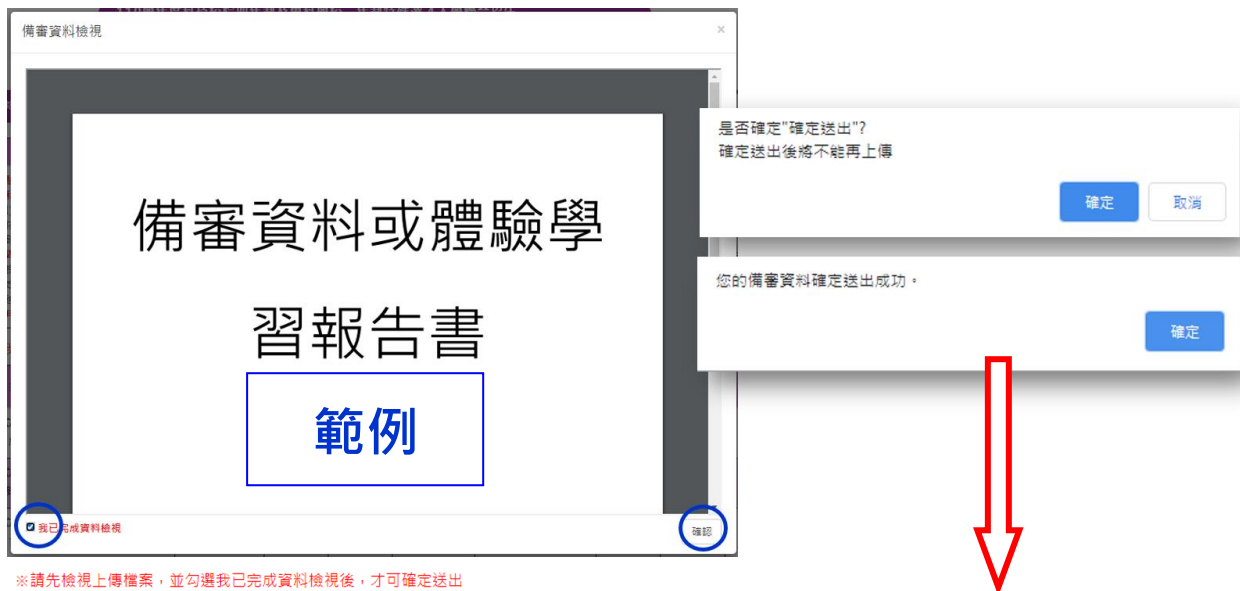 備審資料檢視
×
備審資料或體驗學
習報告書
範例
我已完成資料檢視
確認
※請先檢視上傳檔案，並勾選我已完成資料檢視後，才可確定送出
是否確定"確定送出"?
確定送出後將不能再上傳
確定
取消
您的備審資料確定送出成功。
確定